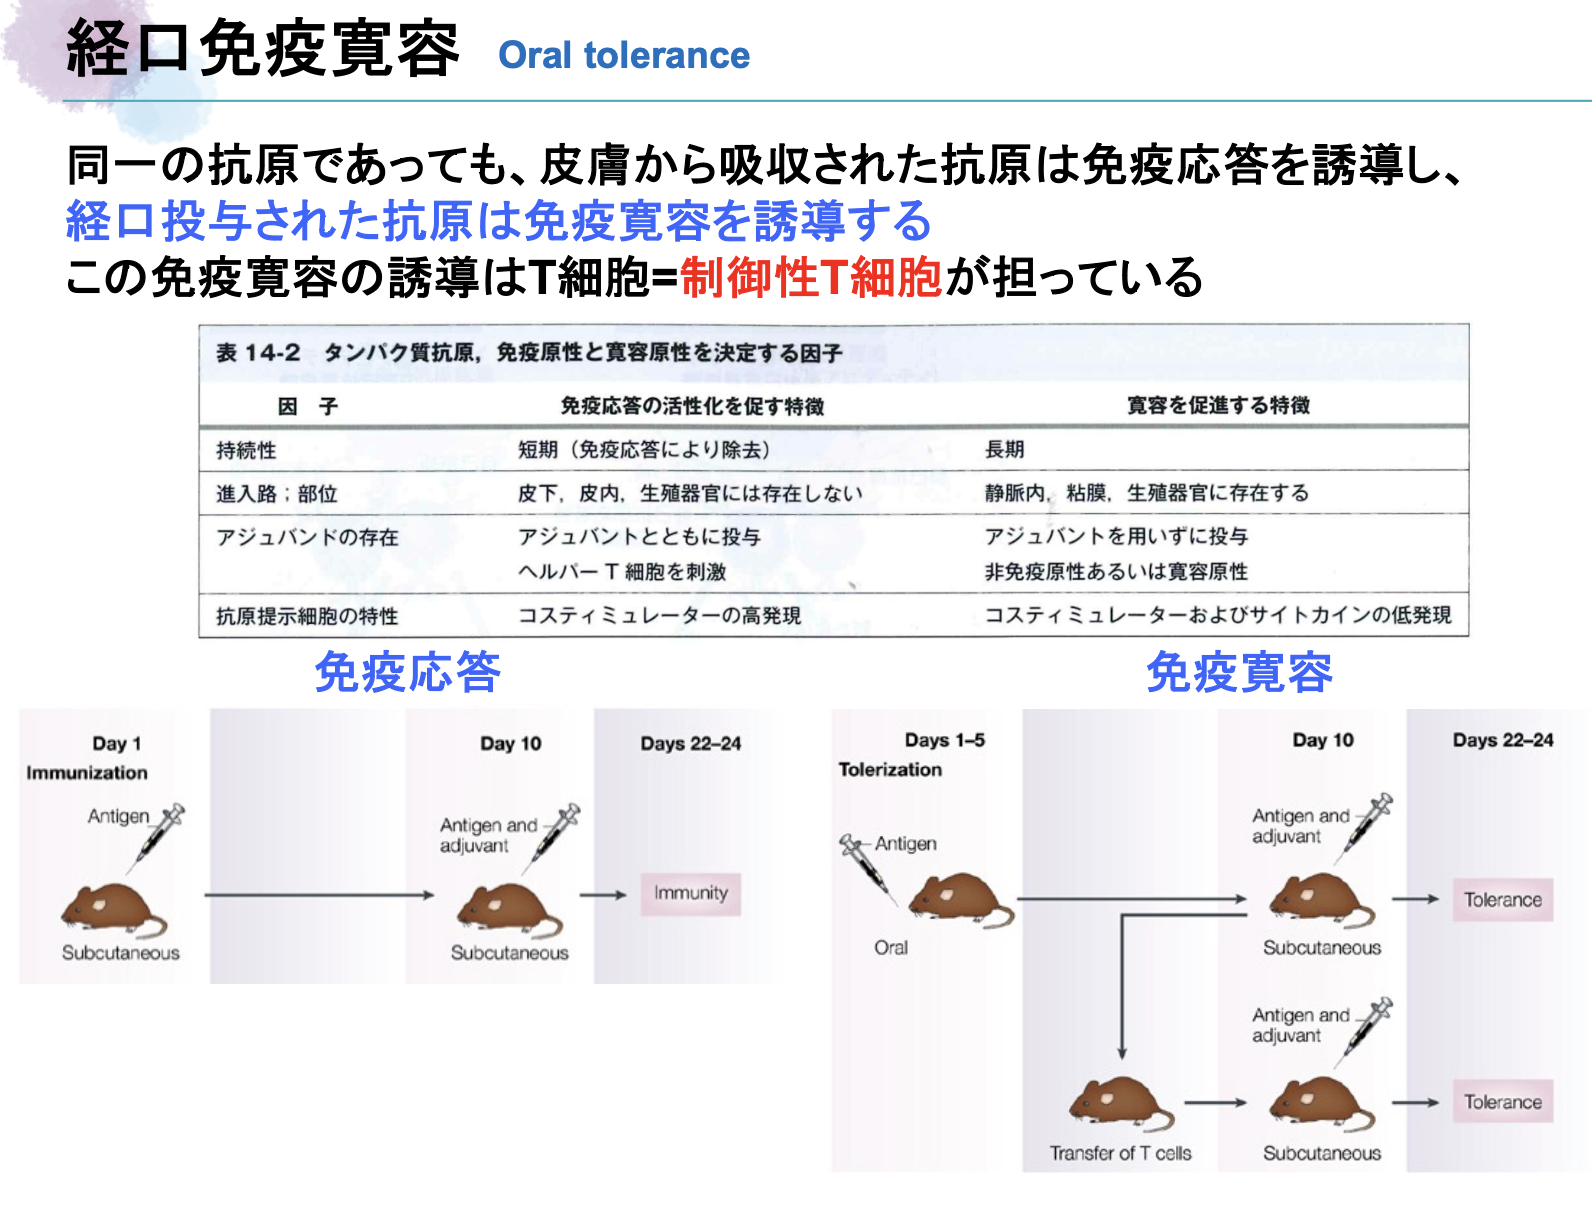 経口免疫寛容 Oral tolerance
同一の抗原であっても、皮膚から吸収された抗原は免疫応答を誘導し、
経口投与された抗原は免疫寛容を誘導する
この免疫寛容の誘導はT細胞=制御性T細胞が担っている
表 14-2 タンパク質抗原，免疫原性と寛容原性を決定する因子
因 子 免疫応答の活性化を促す特徴 寛容を促進する特徴
持続性 短期（免疫応答により除去） 長期
進入路；部位 皮下，皮内，生殖器官には存在しない 静脈内，粘膜，生殖器官に存在する
アジュバンドの存在 アジュバントとともに投与 アジュバントを用いずに投与
ヘルパー T 細胞を刺激 非免疫原性あるいは寛容原性
抗原提示細胞の特性 コスティミュレーターの高発現 コスティミュレーターおよびサイトカインの低発現
免疫応答
Day 1 Day 10 Days 22–24
Immunization
Antigen
Antigen and
adjuvant
Immunity
Subcutaneous Subcutaneous
免疫寛容
Days 1–5 Day 10 Days 22–24
Tolerization
Antigen and
adjuvant
Antigen
Tolerance
Oral Subcutaneous
Antigen and
adjuvant
Tolerance
Transfer of T cells Subcutaneous